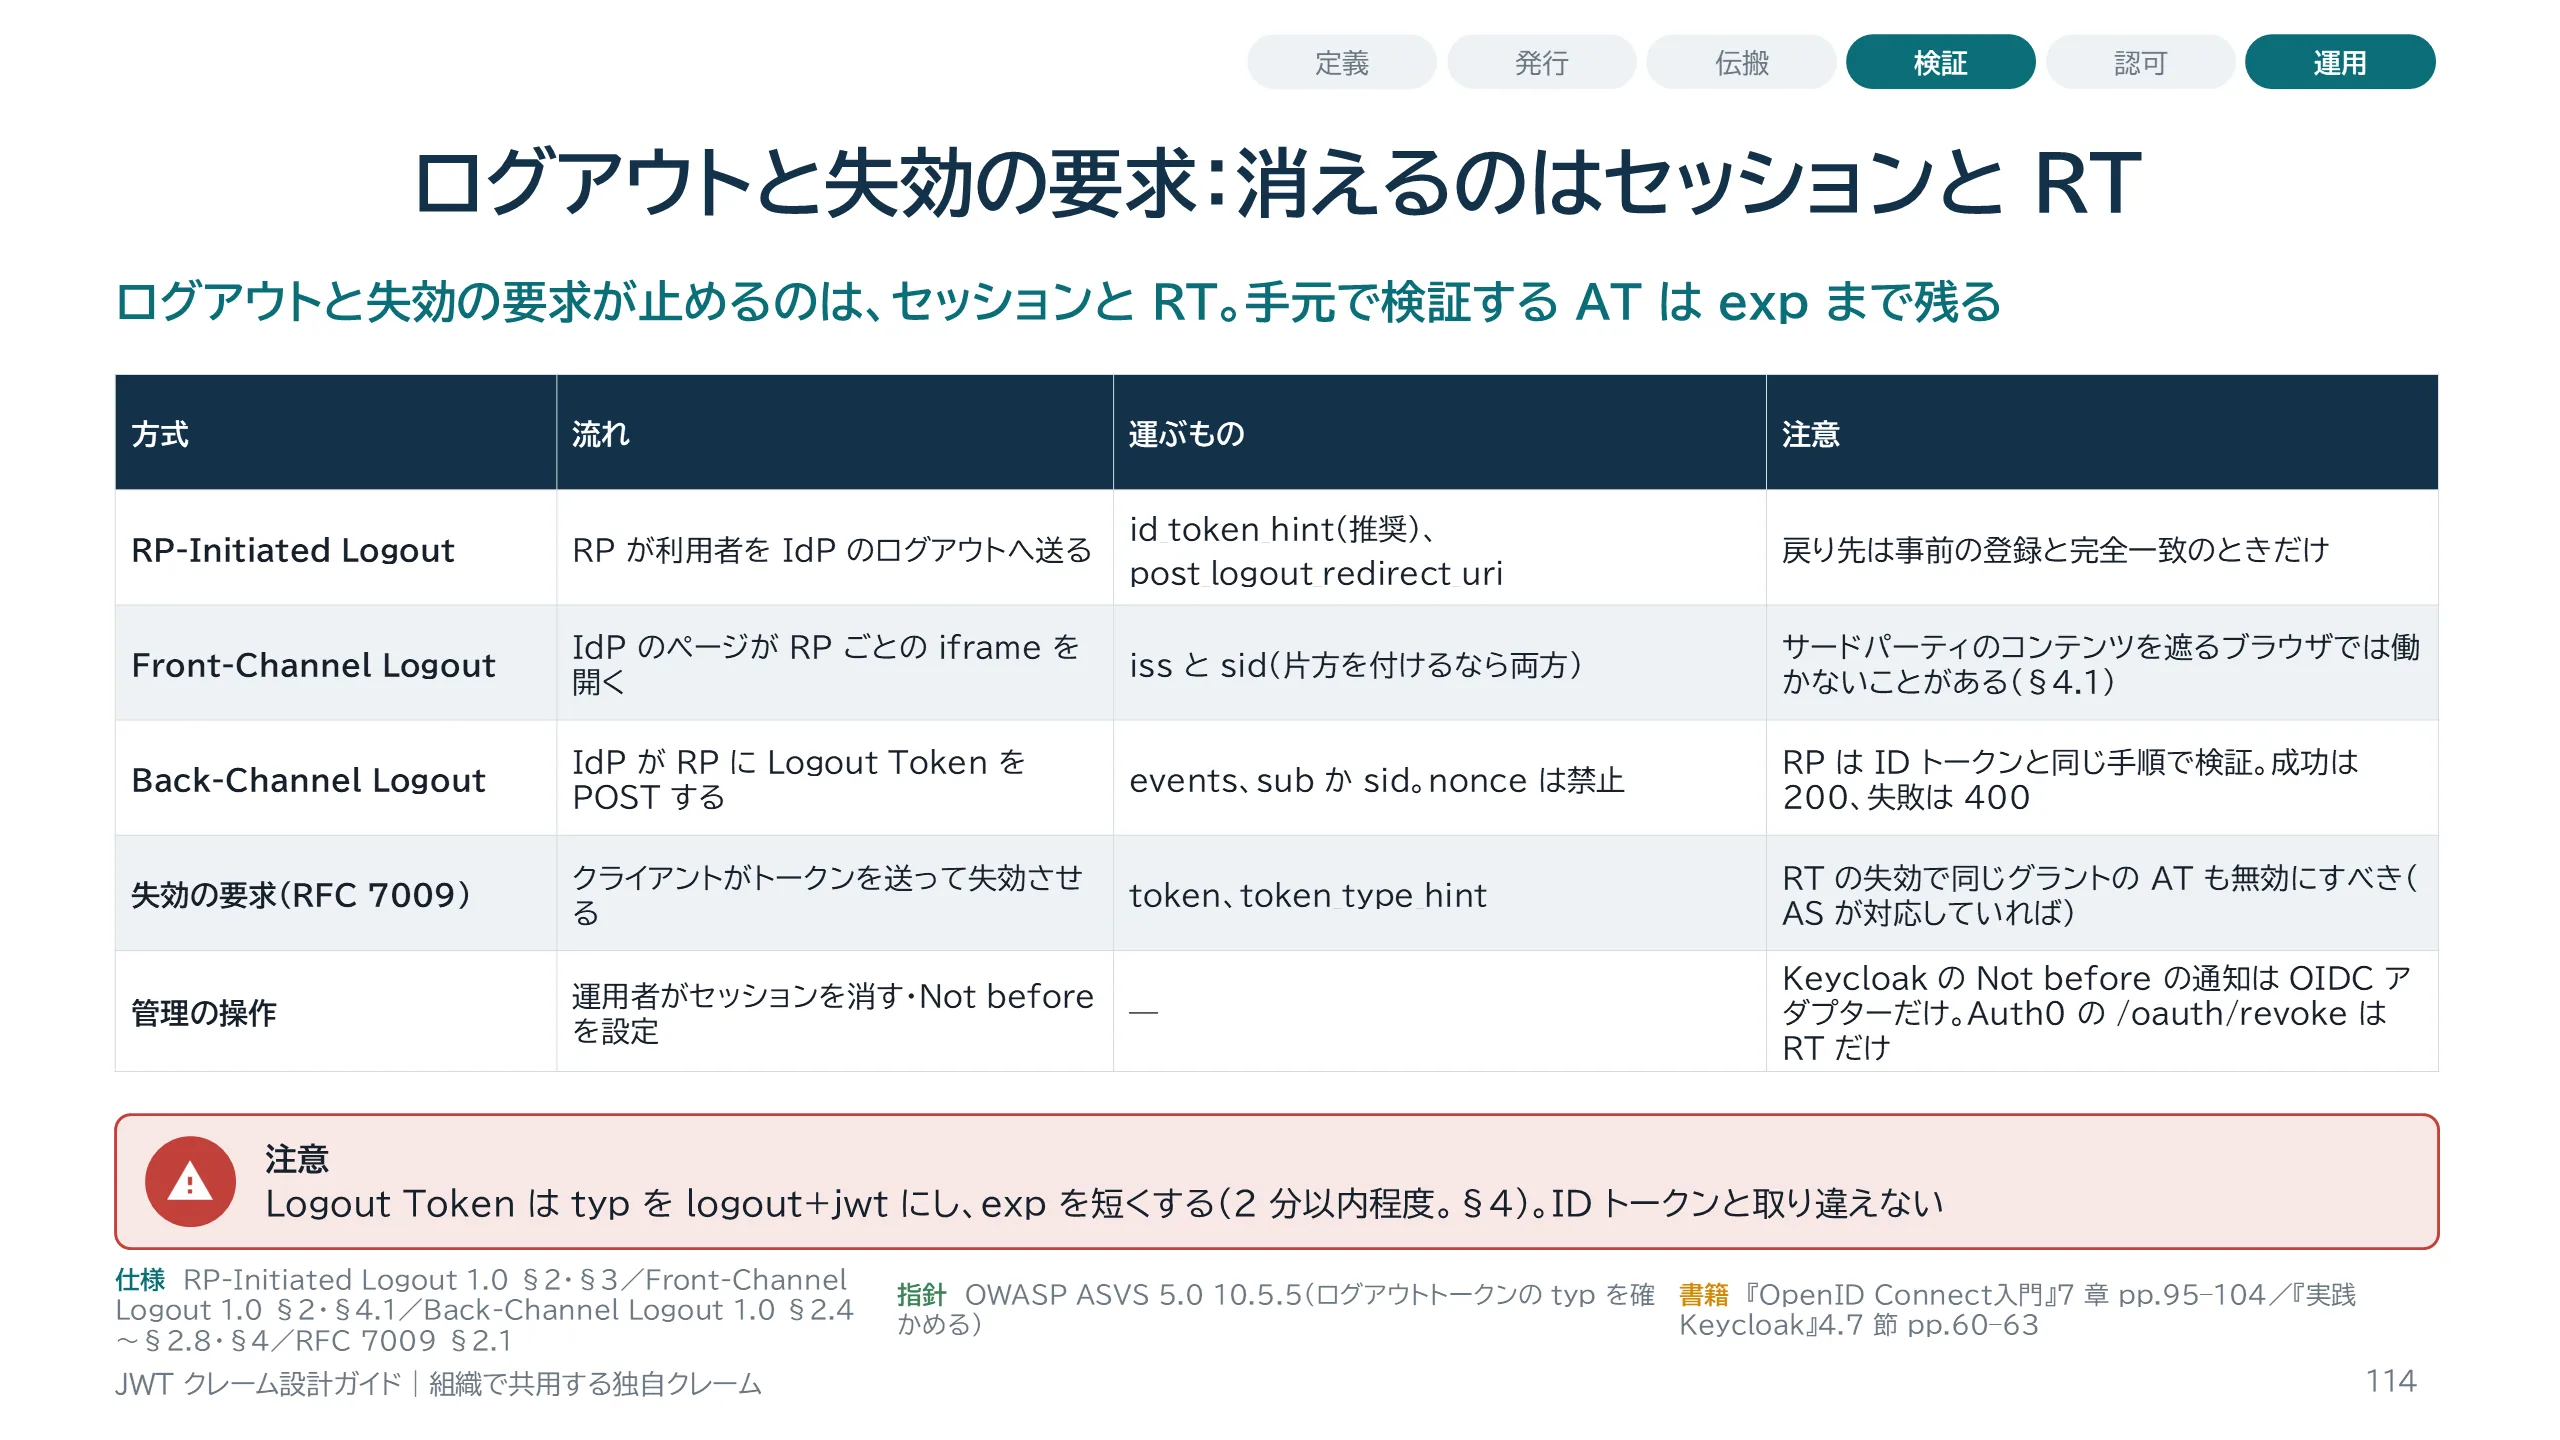 定義
発行
伝搬
検証
認可
運用
ログアウトと失効の要求：消えるのはセッションと RT
ログアウトと失効の要求が止めるのは、セッションと RT。手元で検証する AT は exp まで残る
方式
流れ
運ぶもの
注意
RP-Initiated Logout
RP が利用者を IdP のログアウトへ送る
id_token_hint（推奨）、
post_logout_redirect_uri
戻り先は事前の登録と完全一致のときだけ
Front-Channel Logout
IdP のページが RP ごとの iframe を
開く
iss と sid（片方を付けるなら両方）
サードパーティのコンテンツを遮るブラウザでは働
かないことがある（§4.1）
Back-Channel Logout
IdP が RP に Logout Token を
POST する
events、sub か sid。nonce は禁止
RP は ID トークンと同じ手順で検証。成功は
200、失敗は 400
失効の要求（RFC 7009）
クライアントがトークンを送って失効させ
る
token、token_type_hint
RT の失効で同じグラントの AT も無効にすべき（
AS が対応していれば）
管理の操作
運用者がセッションを消す・Not before
を設定
—
Keycloak の Not before の通知は OIDC ア
ダプターだけ。Auth0 の /oauth/revoke は
RT だけ
注意
Logout Token は typ を logout+jwt にし、exp を短くする（2 分以内程度。§4）。ID トークンと取り違えない
仕様 RP-Initiated Logout 1.0 §2・§3／Front-Channel
Logout 1.0 §2・§4.1／Back-Channel Logout 1.0 §2.4
～§2.8・§4／RFC 7009 §2.1
指針 OWASP ASVS 5.0 10.5.5（ログアウトトークンの typ を確
かめる）
書籍 『OpenID Connect入門』7 章 pp.95–104／『実践
Keycloak』4.7 節 pp.60–63
JWT クレーム設計ガイド｜組織で共用する独自クレーム
114